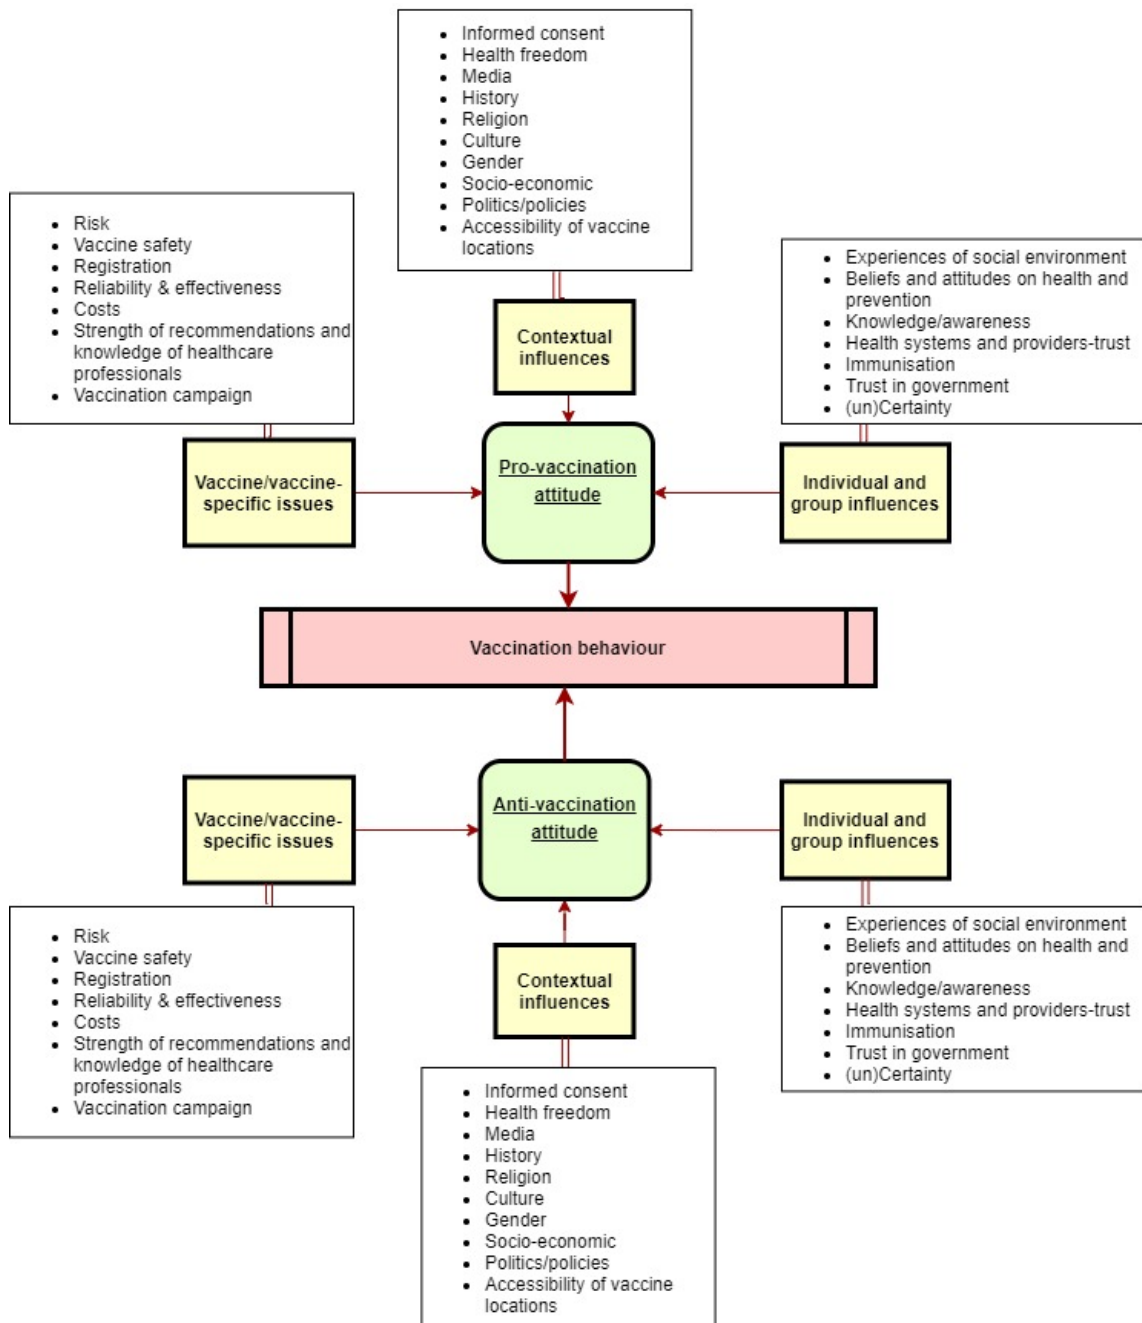 • Informed consent
• Health freedom
• Media
• History
• Religion
• Culture
• Gender
• Socio-economic
• Politics/policies
• Accessibility of vaccine
locations
• Risk
• Vaccine safety
• Registration
• Reliability & effectiveness
• Costs
• Strength of recommendations and
knowledge of healthcare
professionals
• Vaccination campaign
• Experiences of social environment
• Beliefs and attitudes on health and
prevention
• Knowledge/awareness
• Health systems and providers-trust
• Immunisation
• Trust in government
• (un)Certainty
Contextual
influences
Vaccine/vaccine-
specific issues
Pro-vaccination
attitude
Individual and
group influences
Vaccination behaviour
Vaccine/vaccine-
specific issues
Anti-vaccination
attitude
Individual and
group influences
• Risk
• Vaccine safety
• Registration
• Reliability & effectiveness
• Costs
• Strength of recommendations and
knowledge of healthcare
professionals
• Vaccination campaign
Contextual
influences
• Experiences of social environment
• Beliefs and attitudes on health and
prevention
• Knowledge/awareness
• Health systems and providers-trust
• Immunisation
• Trust in government
• (un)Certainty
• Informed consent
• Health freedom
• Media
• History
• Religion
• Culture
• Gender
• Socio-economic
• Politics/policies
• Accessibility of vaccine
locations